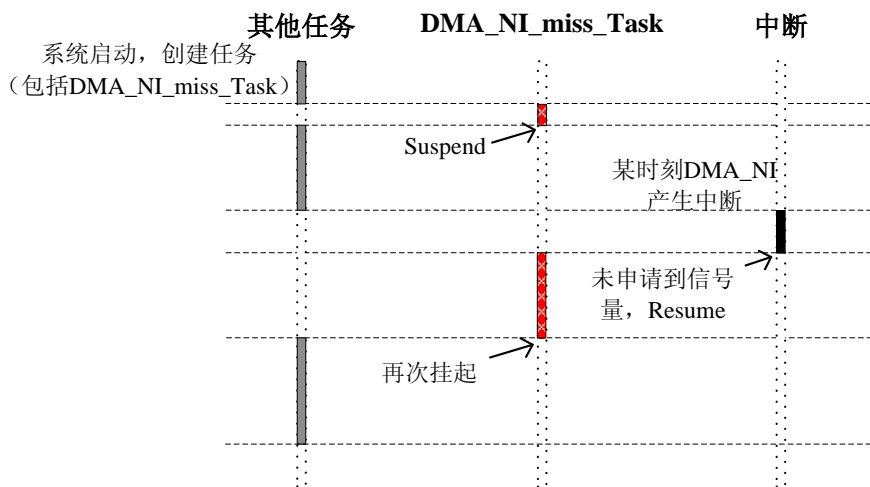 其他任务
DMA_NI_miss_Task
中断
系统启动，创建任务
（包括DMA_NI_miss_Task）
Suspend
某时刻DMA_NI
产生中断
未申请到信号
量，Resume
再次挂起